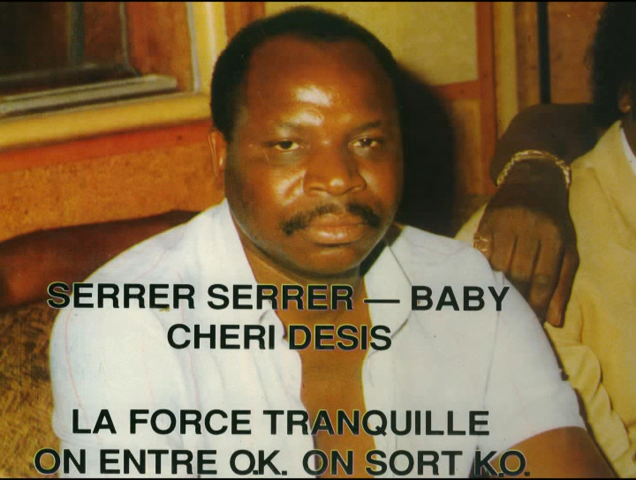 SERRER SERRER — BABY
CHERI DESIS
LA FORCE TRANQUILLE
ON ENTRE O.K. ON SORT K.O.